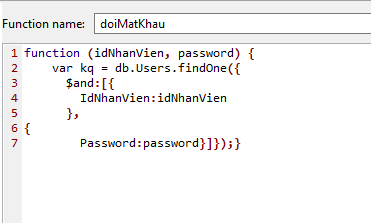 Function name: doiMatKhau
1 function (idNhanVien, password) {
2     var kq = db.Users.findOne({
3       $and:[{
4         IdNhanVien:idNhanVien
5       },
6 {
7         Password:password}]});}